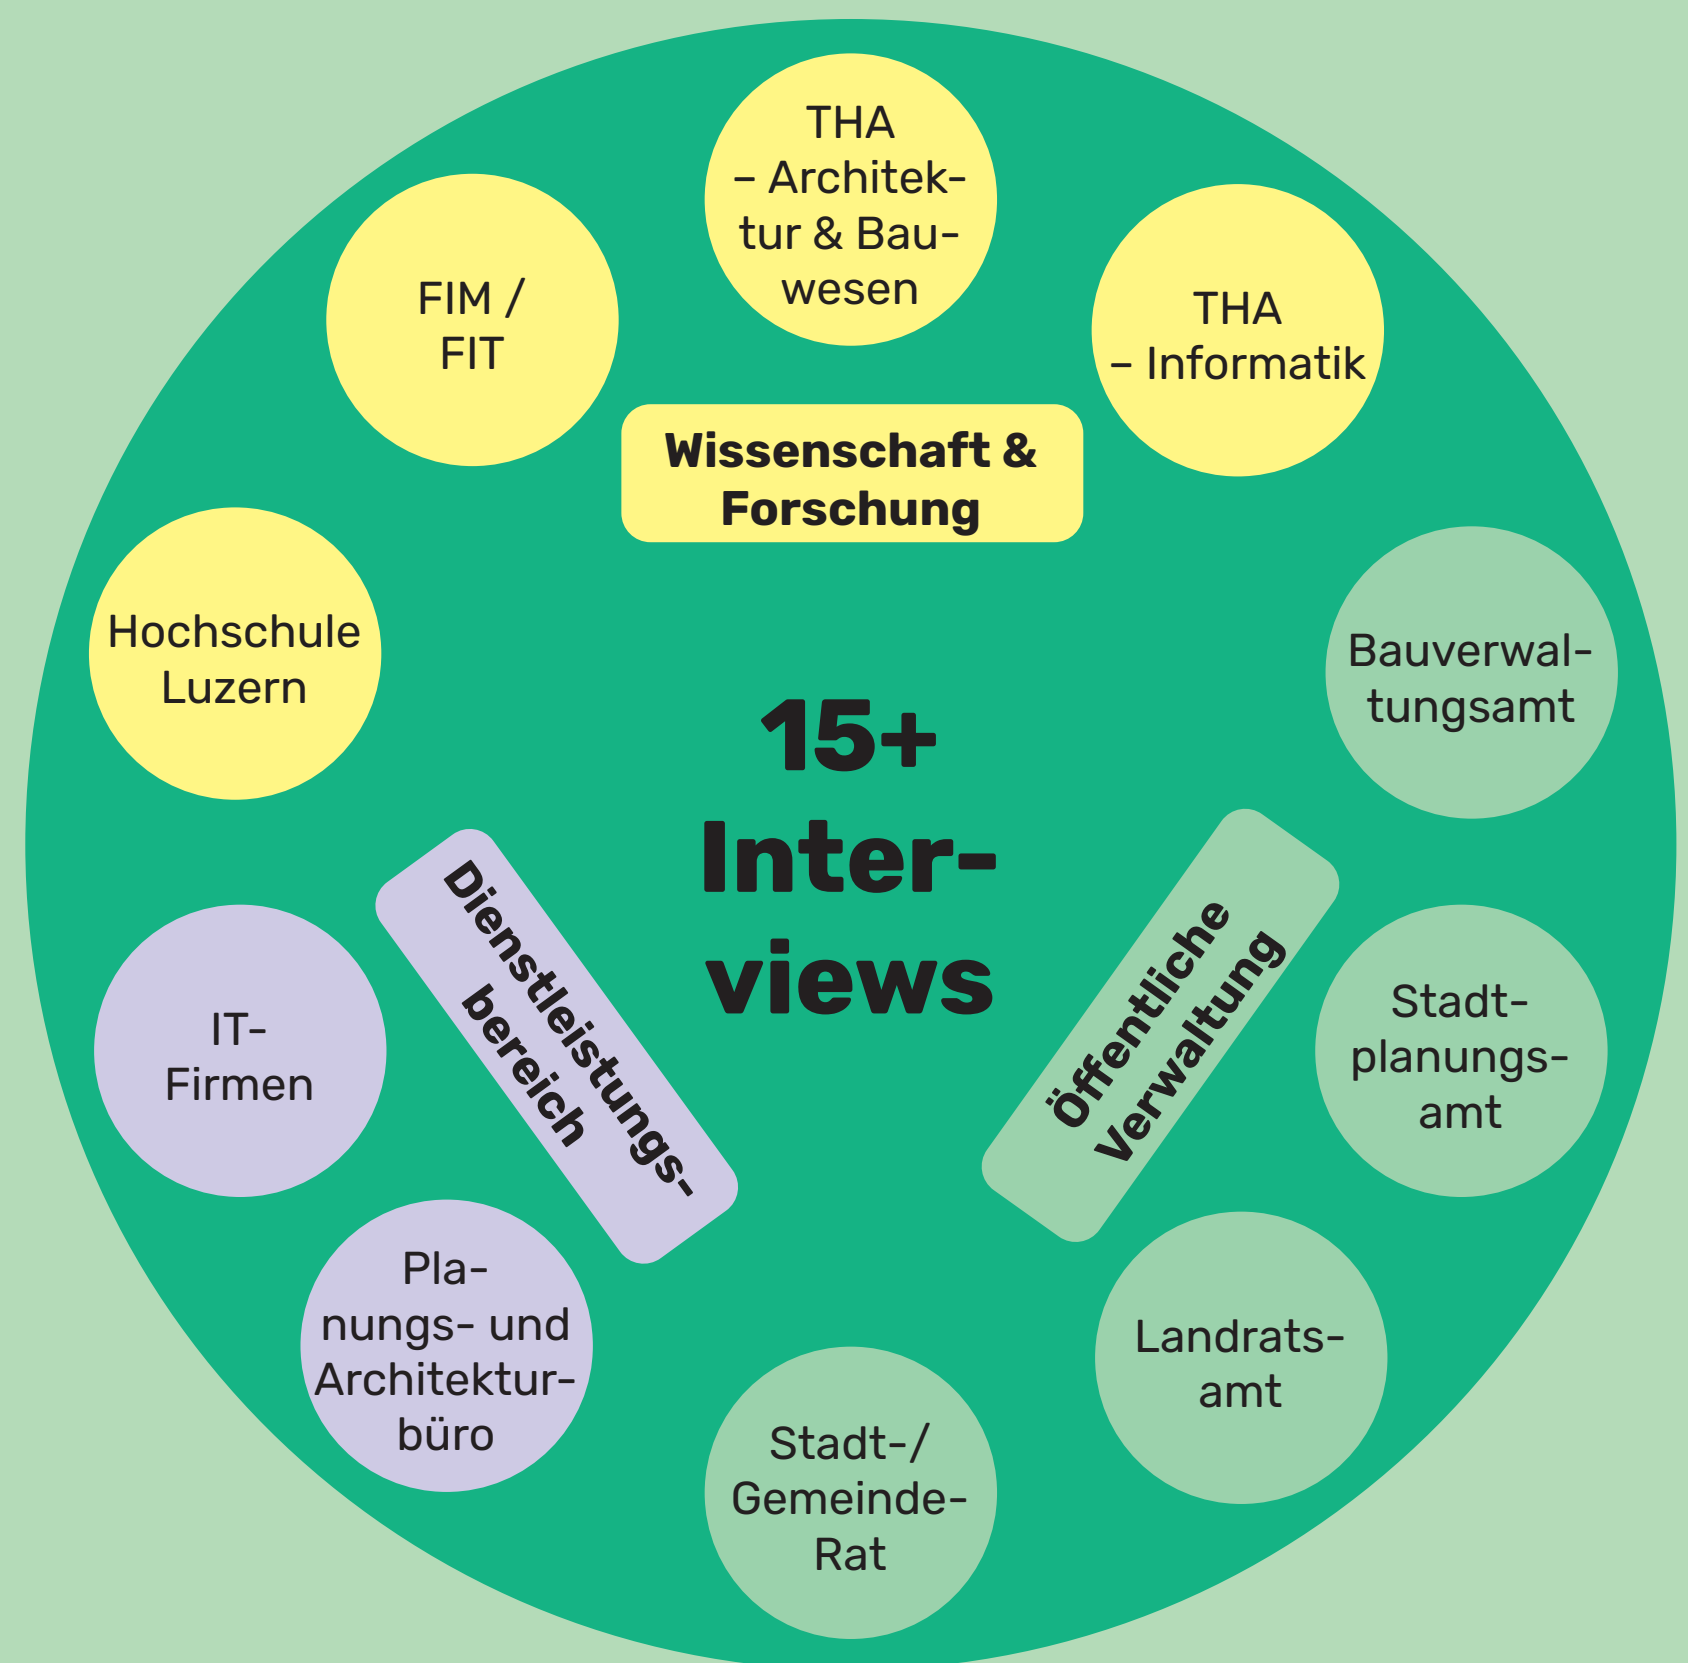 THA
– Architek-
tur & Bau-
wesen
FIM /
FIT
THA
– Informatik
Wissenschaft &
Forschung
Hochschule
Luzern
Bauverwal-
tungsamt
15+
Inter-
views
Dienstleistungs-
bereich
Öffentliche
Verwaltung
IT-
Firmen
Stadt-
planungs-
amt
Pla-
nungs- und
Architektur-
büro
Landrats-
amt
Stadt-/
Gemeinde-
Rat